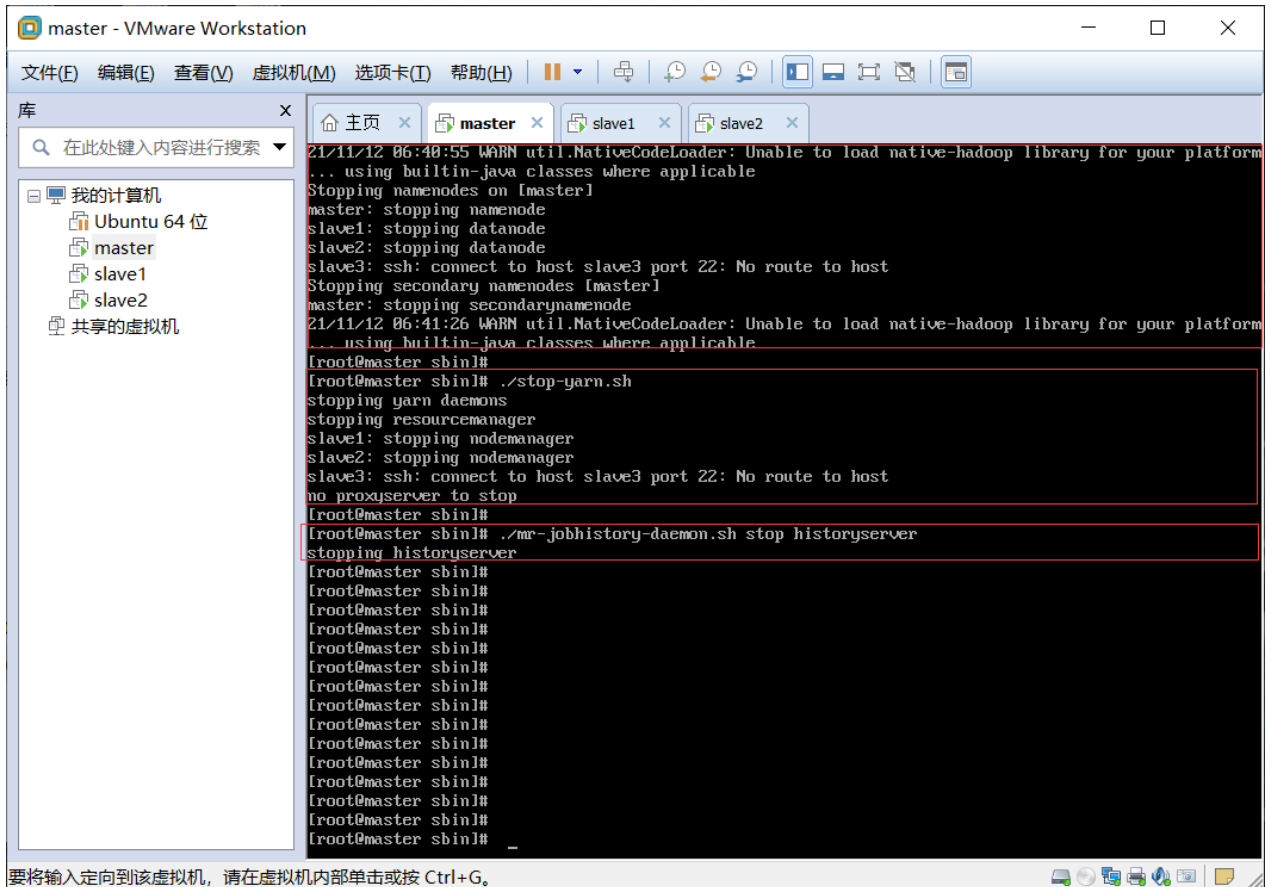 master - VMware Workstation
文件(F) 编辑(E) 查看(V) 虚拟机(M) 选项卡(T) 帮助(H)
库
在此处键入内容进行搜索
我的计算机
Ubuntu 64 位
master
slave1
slave2
共享的虚拟机
主页 master slave1 slave2
21/11/12 06:40:55 WARN util.NativeCodeLoader: Unable to load native-hadoop library for your platform
... using builtin-java classes where applicable
Stopping namenodes on [master]
master: stopping namenode
slave1: stopping datanode
slave2: stopping datanode
slave3: ssh: connect to host slave3 port 22: No route to host
Stopping secondary namenodes [master]
master: stopping secondarynamenode
21/11/12 06:41:26 WARN util.NativeCodeLoader: Unable to load native-hadoop library for your platform
... using builtin-java classes where applicable
[root@master sbin]#
[root@master sbin]# ./stop-yarn.sh
stopping yarn daemons
stopping resourcemanager
slave1: stopping nodemanager
slave2: stopping nodemanager
slave3: ssh: connect to host slave3 port 22: No route to host
no proxyserver to stop
[root@master sbin]#
[root@master sbin]# ./mr-jobhistory-daemon.sh stop historyserver
stopping historyserver
[root@master sbin]#
[root@master sbin]#
[root@master sbin]#
[root@master sbin]#
[root@master sbin]#
[root@master sbin]#
[root@master sbin]#
[root@master sbin]#
[root@master sbin]#
[root@master sbin]#
[root@master sbin]#
[root@master sbin]#
[root@master sbin]#
[root@master sbin]#
[root@master sbin]# _
要将输入定向到该虚拟机，请在虚拟机内部单击或按 Ctrl+G。